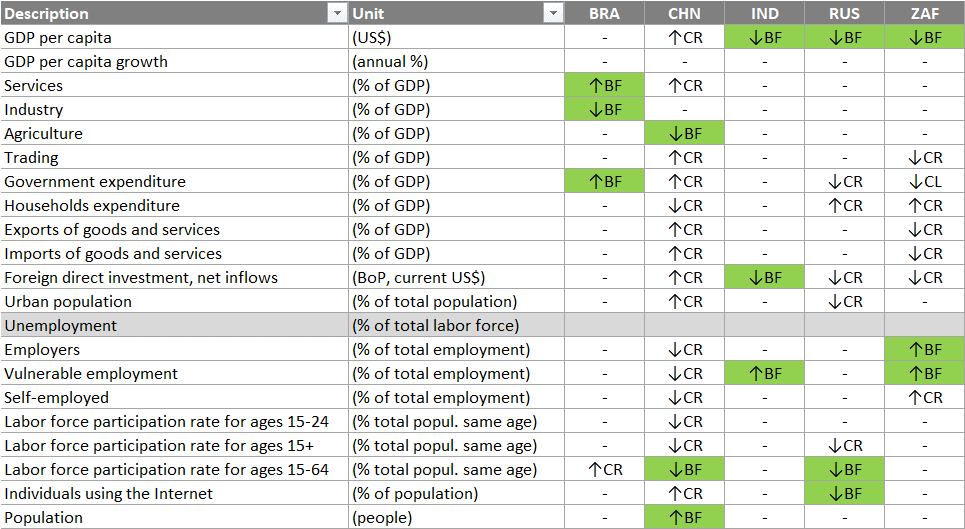 Description Unit BRA CHN IND RUS ZAF
GDP per capita (US$) - ↑CR ↓BF ↓BF ↓BF
GDP per capita growth (annual %) - - - - -
Services (% of GDP) ↑BF ↑CR - - -
Industry (% of GDP) ↓BF - - - -
Agriculture (% of GDP) - ↓BF - - -
Trading (% of GDP) - ↑CR - - ↓CR
Government expenditure (% of GDP) ↑BF ↑CR - ↓CR ↓CL
Households expenditure (% of GDP) - ↓CR - ↑CR ↑CR
Exports of goods and services (% of GDP) - ↑CR - - ↓CR
Imports of goods and services (% of GDP) - ↑CR - - ↓CR
Foreign direct investment, net inflows (BoP, current US$) - ↑CR ↓BF ↓CR ↓CR
Urban population (% of total population) - ↑CR - ↓CR -
Unemployment (% of total labor force)
Employers (% of total employment) - ↓CR - - ↑BF
Vulnerable employment (% of total employment) - ↓CR ↑BF - ↑BF
Self-employed (% of total employment) - ↓CR - - ↑CR
Labor force participation rate for ages 15-24 (% total popul. same age) - ↓CR - - -
Labor force participation rate for ages 15+ (% total popul. same age) - ↓CR - ↓CR -
Labor force participation rate for ages 15-64 (% total popul. same age) ↑CR ↓BF - ↓BF -
Individuals using the Internet (% of population) - ↑CR - ↓BF -
Population (people) - ↑BF - - -